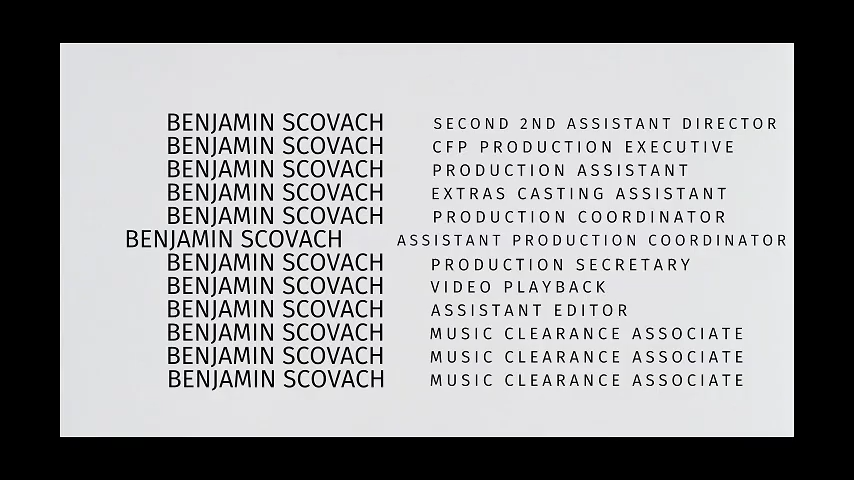 BENJAMIN SCOVACH SECOND 2ND ASSISTANT DIRECTOR
BENJAMIN SCOVACH CFP PRODUCTION EXECUTIVE
BENJAMIN SCOVACH PRODUCTION ASSISTANT
BENJAMIN SCOVACH EXTRAS CASTING ASSISTANT
BENJAMIN SCOVACH PRODUCTION COORDINATOR
BENJAMIN SCOVACH ASSISTANT PRODUCTION COORDINATOR
BENJAMIN SCOVACH PRODUCTION SECRETARY
BENJAMIN SCOVACH VIDEO PLAYBACK
BENJAMIN SCOVACH ASSISTANT EDITOR
BENJAMIN SCOVACH MUSIC CLEARANCE ASSOCIATE
BENJAMIN SCOVACH MUSIC CLEARANCE ASSOCIATE
BENJAMIN SCOVACH MUSIC CLEARANCE ASSOCIATE